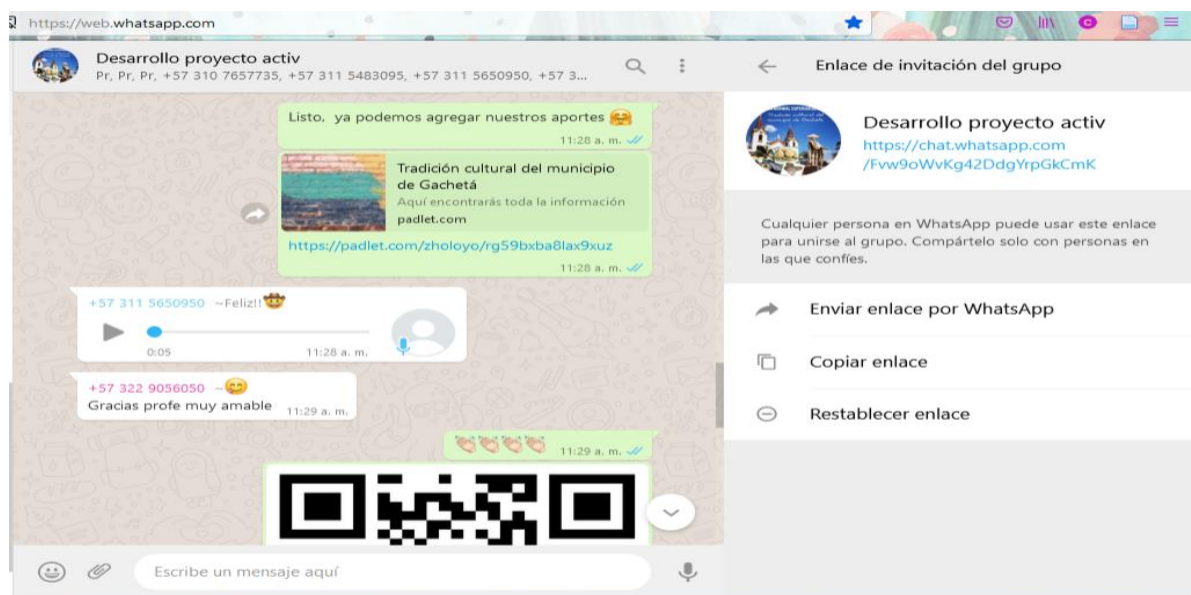 https://web.whatsapp.com
Desarrollo proyecto activ
Pr, Pr, Pr, +57 310 7657735, +57 311 5483095, +57 311 5650950, +57 3...
Listo, ya podemos agregar nuestros aportes 🤗
11:28 a. m.
Tradición cultural del municipio
de Gachetá
Aquí encontrarás toda la información
padlet.com
https://padlet.com/zholoyo/rg59bxba8lax9xuz
11:28 a. m.
+57 311 5650950 ~Feliz!!🤠
0:05 11:28 a. m.
+57 322 9056050 ~😊
Gracias profe muy amable 11:29 a. m.
👏🏻👏🏻👏🏻👏🏻 11:29 a. m.
Escribe un mensaje aquí
Enlace de invitación del grupo
Desarrollo proyecto activ
https://chat.whatsapp.com
/Fvw9oWvKg42DdgYrpGkCmK
Cualquier persona en WhatsApp puede usar este enlace
para unirse al grupo. Compártelo solo con personas en
las que confíes.
Enviar enlace por WhatsApp
Copiar enlace
Restablecer enlace